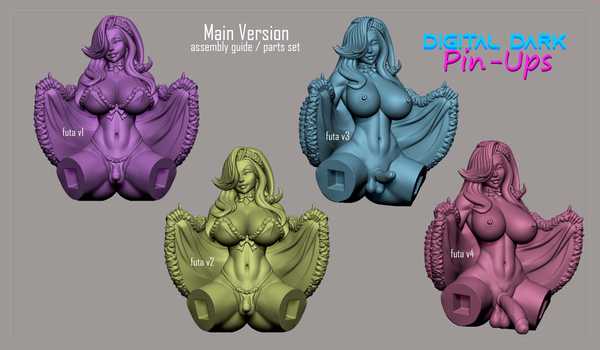 Main Version
assembly guide / parts set
DIGITAL DARK
Pin-Ups
futa v1
futa v3
futa v2
futa v4